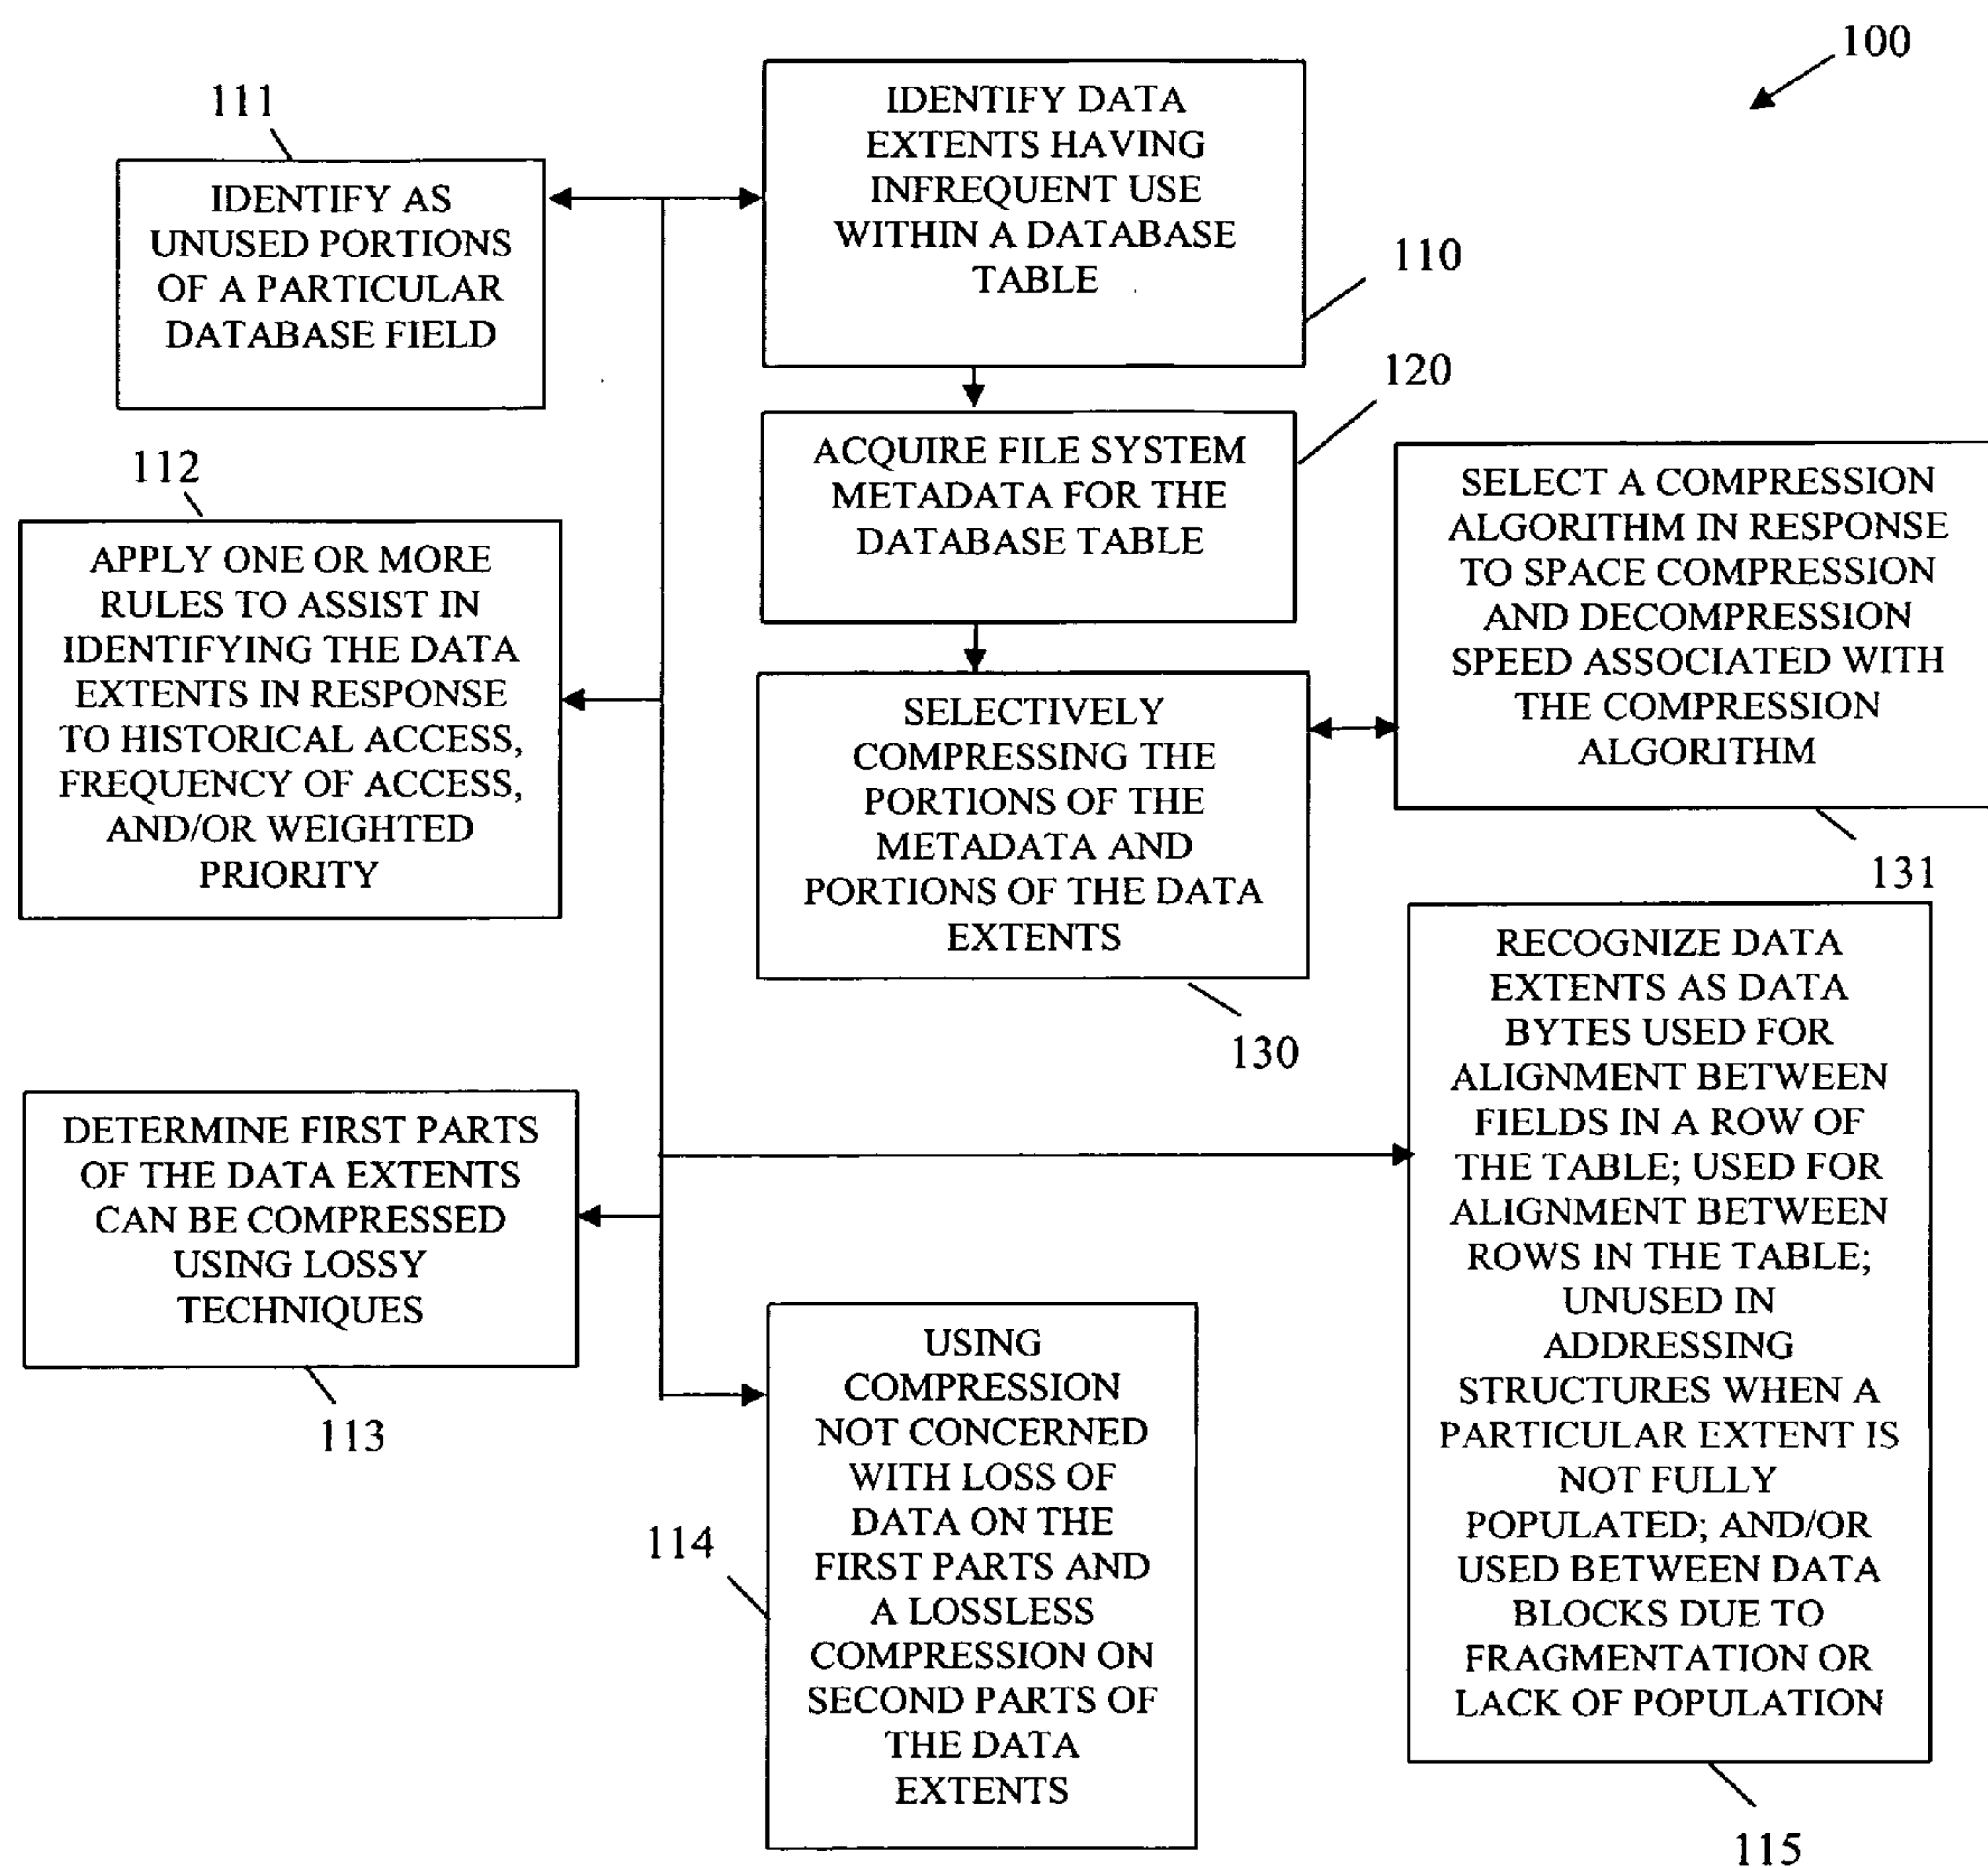 100
111
IDENTIFY AS
UNUSED PORTIONS
OF A PARTICULAR
DATABASE FIELD
IDENTIFY DATA
EXTENTS HAVING
INFREQUENT USE
WITHIN A DATABASE
TABLE
110
120
ACQUIRE FILE SYSTEM
METADATA FOR THE
DATABASE TABLE
112
APPLY ONE OR MORE
RULES TO ASSIST IN
IDENTIFYING THE DATA
EXTENTS IN RESPONSE
TO HISTORICAL ACCESS,
FREQUENCY OF ACCESS,
AND/OR WEIGHTED
PRIORITY
SELECTIVELY
COMPRESSING THE
PORTIONS OF THE
METADATA AND
PORTIONS OF THE DATA
EXTENTS
130
SELECT A COMPRESSION
ALGORITHM IN RESPONSE
TO SPACE COMPRESSION
AND DECOMPRESSION
SPEED ASSOCIATED WITH
THE COMPRESSION
ALGORITHM
131
DETERMINE FIRST PARTS
OF THE DATA EXTENTS
CAN BE COMPRESSED
USING LOSSY
TECHNIQUES
113
USING
COMPRESSION
NOT CONCERNED
WITH LOSS OF
DATA ON THE
FIRST PARTS AND
A LOSSLESS
COMPRESSION ON
SECOND PARTS OF
THE DATA
EXTENTS
114
RECOGNIZE DATA
EXTENTS AS DATA
BYTES USED FOR
ALIGNMENT BETWEEN
FIELDS IN A ROW OF
THE TABLE; USED FOR
ALIGNMENT BETWEEN
ROWS IN THE TABLE;
UNUSED IN
ADDRESSING
STRUCTURES WHEN A
PARTICULAR EXTENT IS
NOT FULLY
POPULATED; AND/OR
USED BETWEEN DATA
BLOCKS DUE TO
FRAGMENTATION OR
LACK OF POPULATION
115